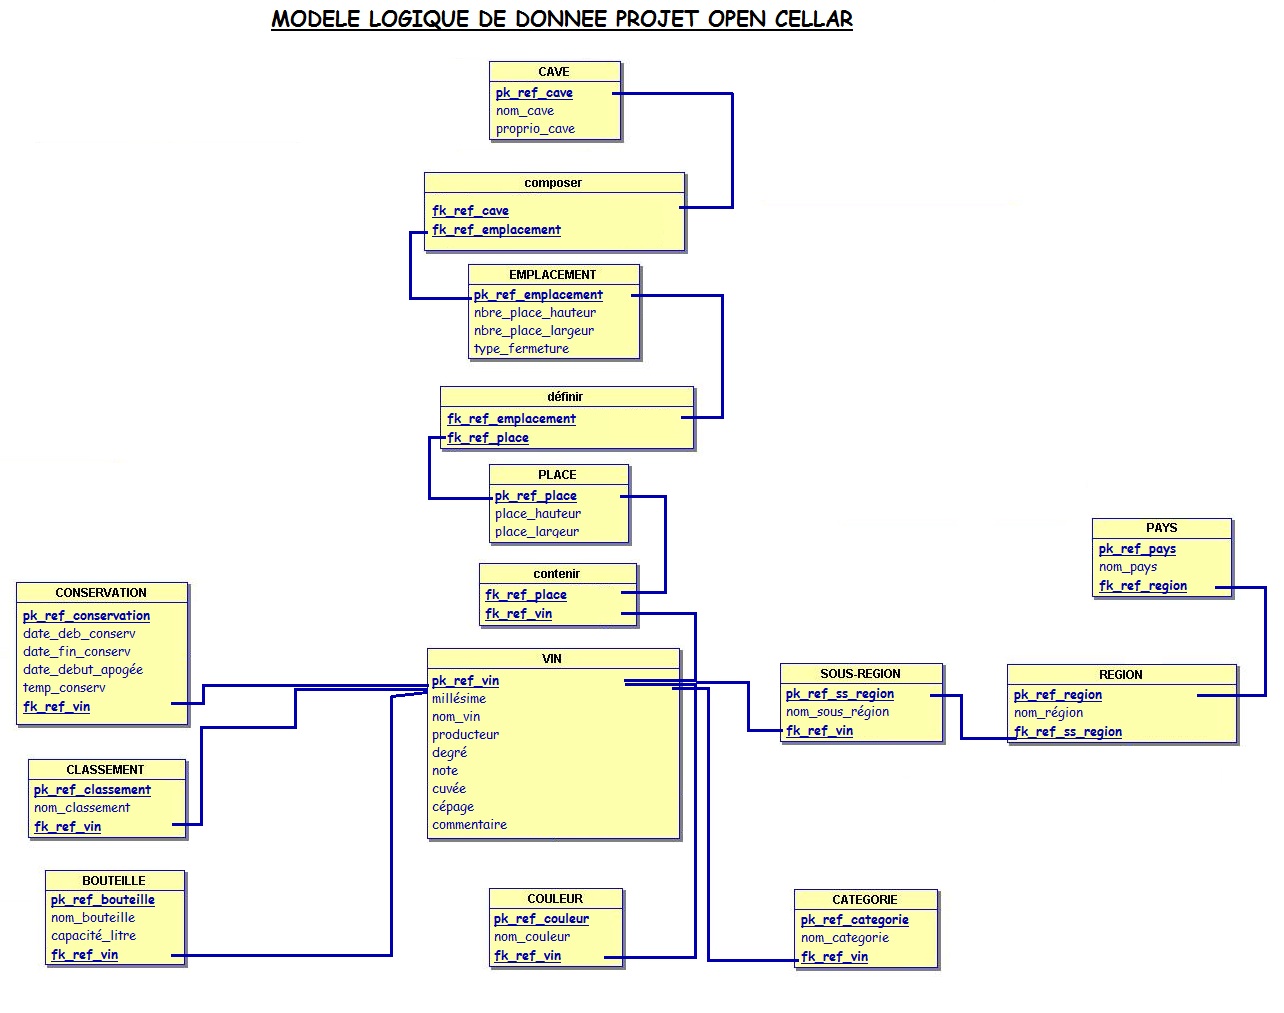 MODELE LOGIQUE DE DONNEE PROJET OPEN CELLAR
CAVE
pk_ref_cave
nom_cave
proprio_cave
composer
fk_ref_cave
fk_ref_emplacement
EMPLACEMENT
pk_ref_emplacement
nbre_place_hauteur
nbre_place_largeur
type_fermeture
définir
fk_ref_emplacement
fk_ref_place
PLACE
pk_ref_place
place_hauteur
place_largeur
contenir
fk_ref_place
fk_ref_vin
PAYS
pk_ref_pays
nom_pays
fk_ref_region
CONSERVATION
pk_ref_conservation
date_deb_conserv
date_fin_conserv
date_debut_apogée
temp_conserv
fk_ref_vin
VIN
pk_ref_vin
millésime
nom_vin
producteur
degré
note
cuvée
cépage
commentaire
SOUS-REGION
pk_ref_ss_region
nom_sous_région
fk_ref_vin
REGION
pk_ref_region
nom_région
fk_ref_ss_region
CLASSEMENT
pk_ref_classement
nom_classement
fk_ref_vin
BOUTEILLE
pk_ref_bouteille
nom_bouteille
capacité_litre
fk_ref_vin
COULEUR
pk_ref_couleur
nom_couleur
fk_ref_vin
CATEGORIE
pk_ref_categorie
nom_categorie
fk_ref_vin